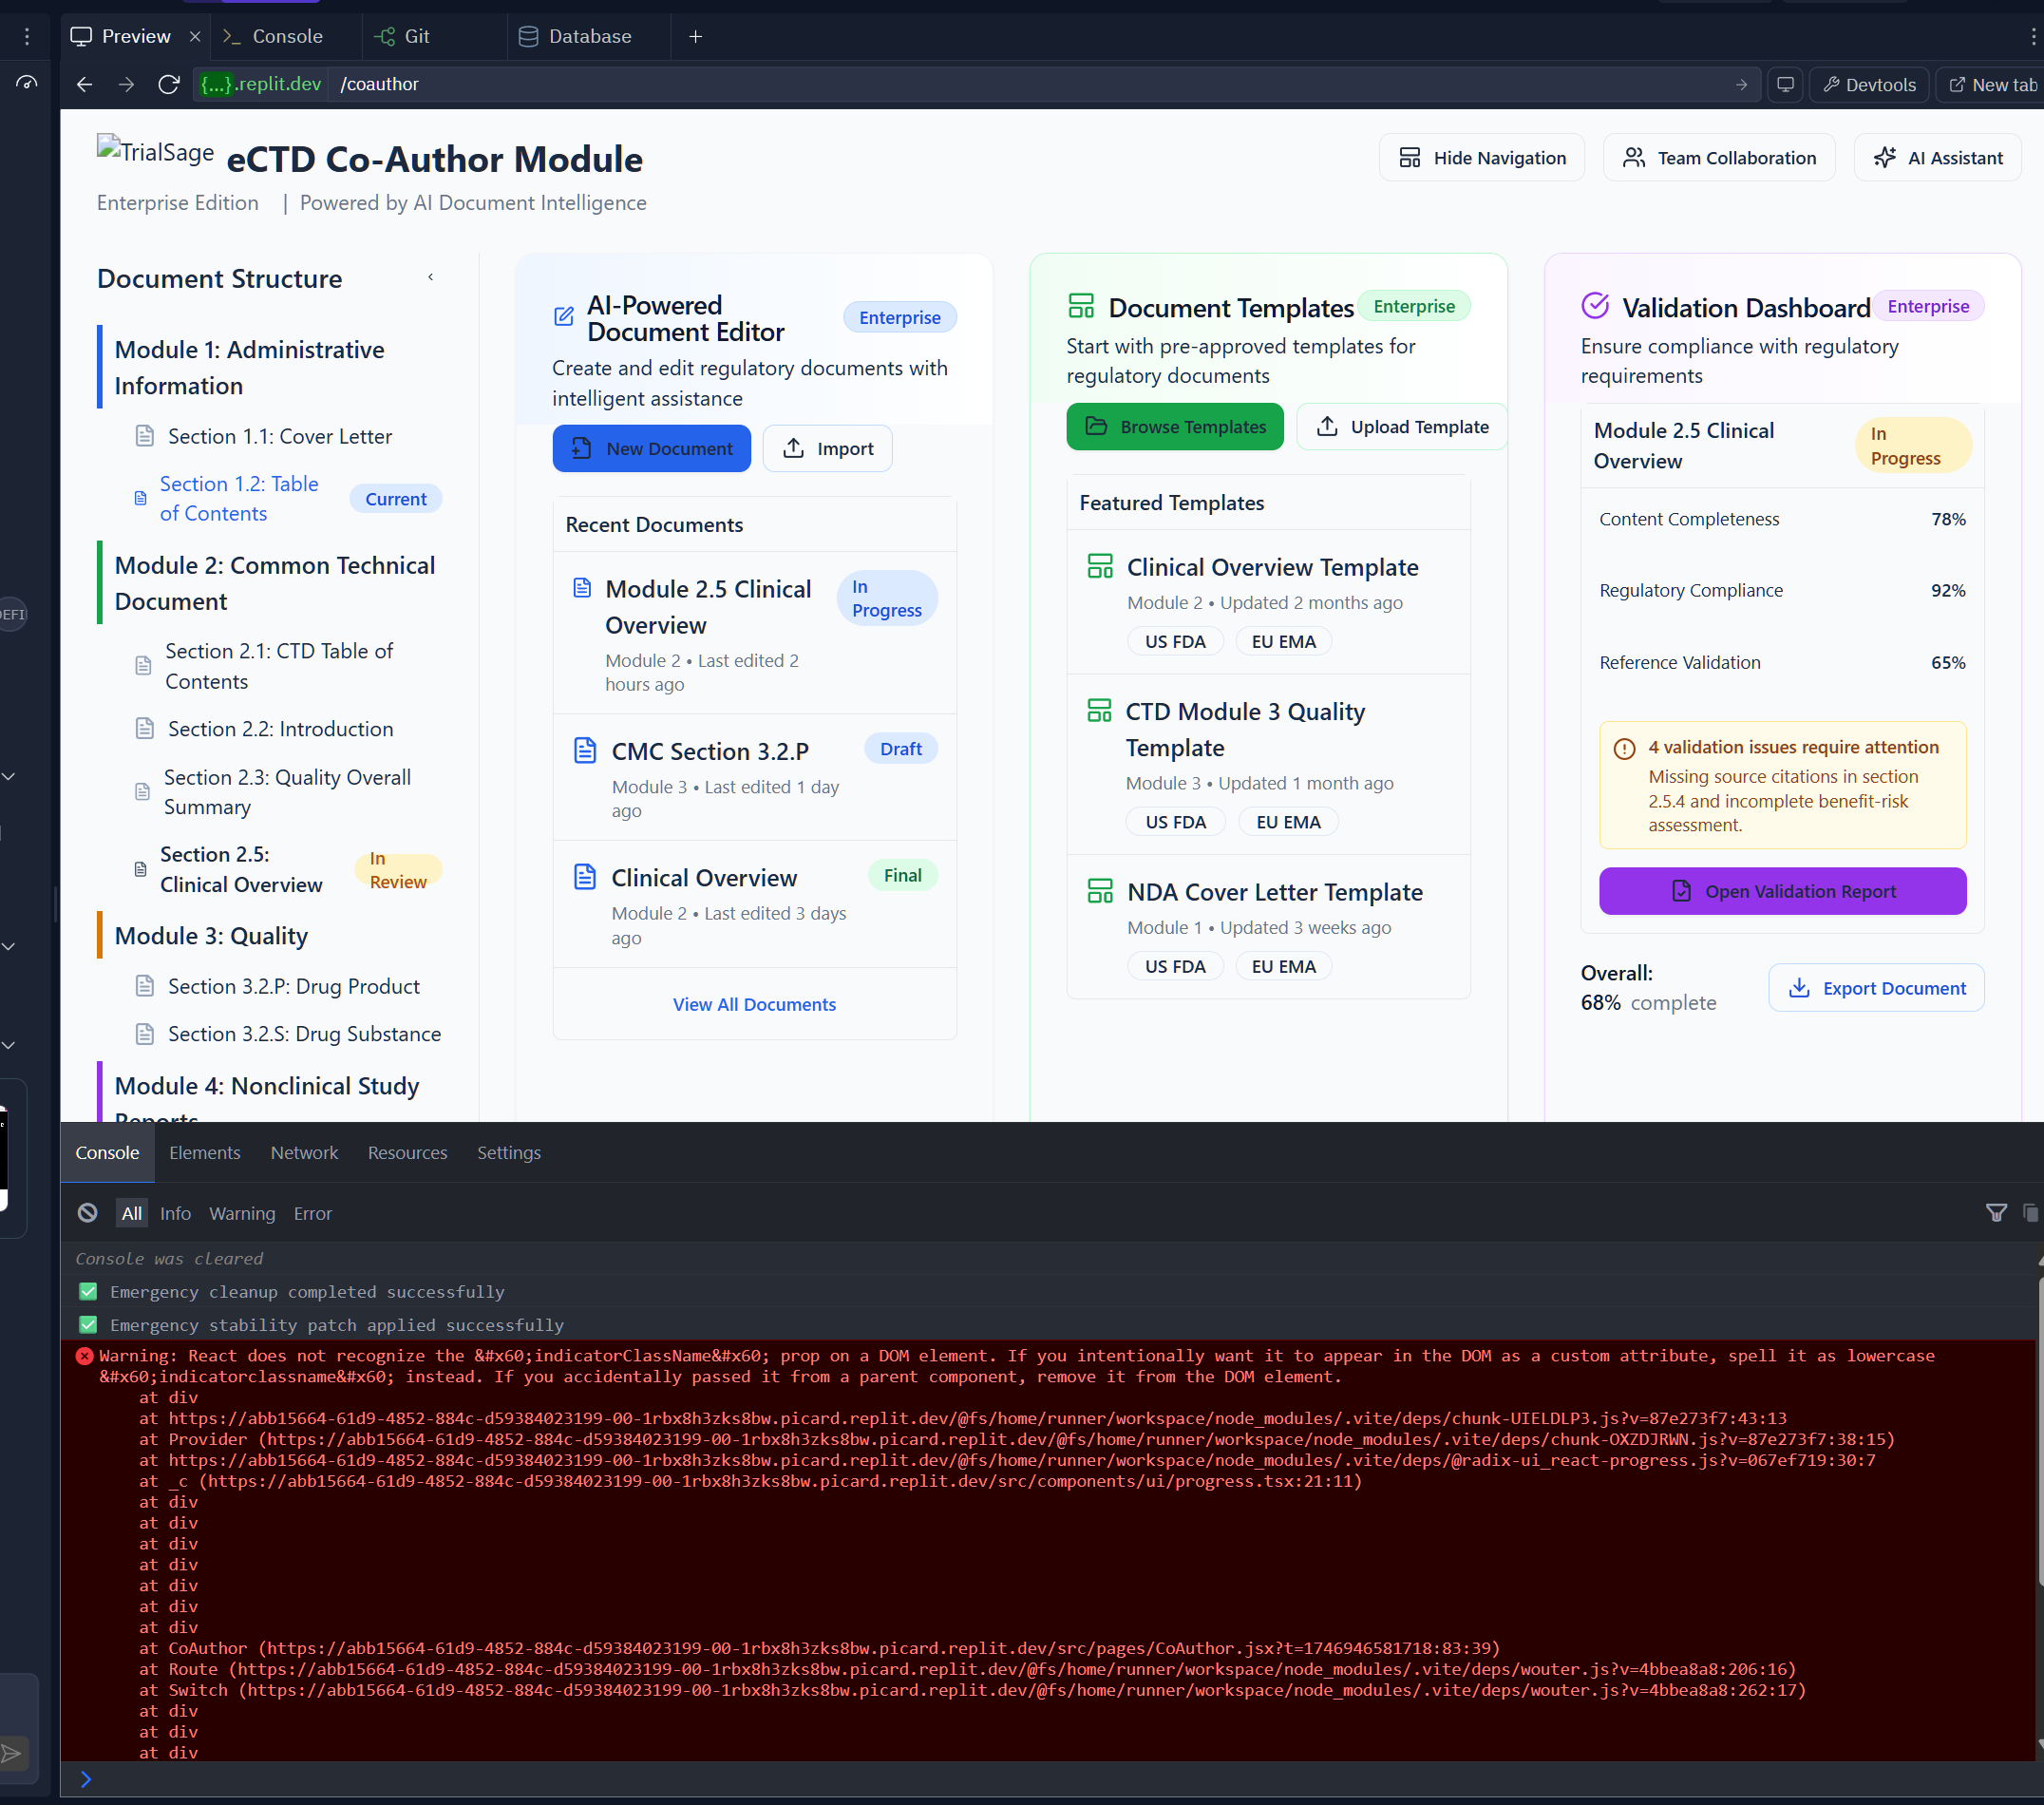 Preview
Console
Git
Database
{...}.replit.dev /coauthor
Devtools
New tab
TrialSage
eCTD Co-Author Module
Enterprise Edition | Powered by AI Document Intelligence
Hide Navigation
Team Collaboration
AI Assistant
Document Structure
Module 1: Administrative
Information
Section 1.1: Cover Letter
Section 1.2: Table
of Contents
Current
Module 2: Common Technical
Document
Section 2.1: CTD Table of
Contents
Section 2.2: Introduction
Section 2.3: Quality Overall
Summary
Section 2.5:
Clinical Overview
In
Review
Module 3: Quality
Section 3.2.P: Drug Product
Section 3.2.S: Drug Substance
Module 4: Nonclinical Study
Reports
AI-Powered
Document Editor
Enterprise
Create and edit regulatory documents with
intelligent assistance
New Document
Import
Recent Documents
Module 2.5 Clinical
Overview
In
Progress
Module 2 • Last edited 2
hours ago
CMC Section 3.2.P
Draft
Module 3 • Last edited 1 day
ago
Clinical Overview
Final
Module 2 • Last edited 3 days
ago
View All Documents
Document Templates
Enterprise
Start with pre-approved templates for
regulatory documents
Browse Templates
Upload Template
Featured Templates
Clinical Overview Template
Module 2 • Updated 2 months ago
US FDA
EU EMA
CTD Module 3 Quality
Template
Module 3 • Updated 1 month ago
US FDA
EU EMA
NDA Cover Letter Template
Module 1 • Updated 3 weeks ago
US FDA
EU EMA
Validation Dashboard
Enterprise
Ensure compliance with regulatory
requirements
Module 2.5 Clinical
Overview
In
Progress
Content Completeness 78%
Regulatory Compliance 92%
Reference Validation 65%
4 validation issues require attention
Missing source citations in section
2.5.4 and incomplete benefit-risk
assessment.
Open Validation Report
Overall:
68% complete
Export Document
Console
Elements
Network
Resources
Settings
All
Info
Warning
Error
Console was cleared
Emergency cleanup completed successfully
Emergency stability patch applied successfully
Warning: React does not recognize the &#x60;indicatorClassName&#x60; prop on a DOM element. If you intentionally want it to appear in the DOM as a custom attribute, spell it as lowercase
&#x60;indicatorclassname&#x60; instead. If you accidentally passed it from a parent component, remove it from the DOM element.
at div
at https://abb15664-61d9-4852-884c-d59384023199-00-1rbx8h3zks8bw.picard.replit.dev/@fs/home/runner/workspace/node_modules/.vite/deps/chunk-UIELDLP3.js?v=87e273f7:43:13
at Provider (https://abb15664-61d9-4852-884c-d59384023199-00-1rbx8h3zks8bw.picard.replit.dev/@fs/home/runner/workspace/node_modules/.vite/deps/chunk-OXZDJRWN.js?v=87e273f7:38:15)
at https://abb15664-61d9-4852-884c-d59384023199-00-1rbx8h3zks8bw.picard.replit.dev/@fs/home/runner/workspace/node_modules/.vite/deps/@radix-ui_react-progress.js?v=067ef719:30:7
at _c (https://abb15664-61d9-4852-884c-d59384023199-00-1rbx8h3zks8bw.picard.replit.dev/src/components/ui/progress.tsx:21:11)
at div
at div
at div
at div
at div
at div
at div
at CoAuthor (https://abb15664-61d9-4852-884c-d59384023199-00-1rbx8h3zks8bw.picard.replit.dev/src/pages/CoAuthor.jsx?t=1746946581718:83:39)
at Route (https://abb15664-61d9-4852-884c-d59384023199-00-1rbx8h3zks8bw.picard.replit.dev/@fs/home/runner/workspace/node_modules/.vite/deps/wouter.js?v=4bbea8a8:206:16)
at Switch (https://abb15664-61d9-4852-884c-d59384023199-00-1rbx8h3zks8bw.picard.replit.dev/@fs/home/runner/workspace/node_modules/.vite/deps/wouter.js?v=4bbea8a8:262:17)
at div
at div
at div